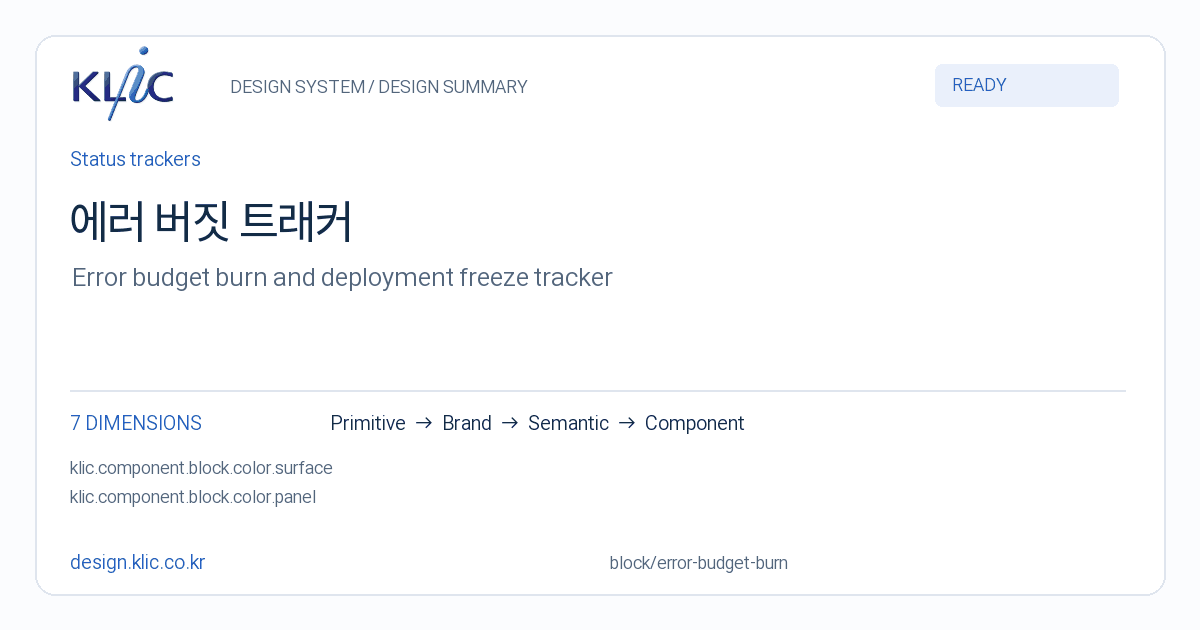 KLiC
DESIGN SYSTEM / DESIGN SUMMARY
READY
Status trackers
에러 버짓 트래커
Error budget burn and deployment freeze tracker
7 DIMENSIONS
Primitive → Brand → Semantic → Component
klic.component.block.color.surface
klic.component.block.color.panel
design.klic.co.kr
block/error-budget-burn